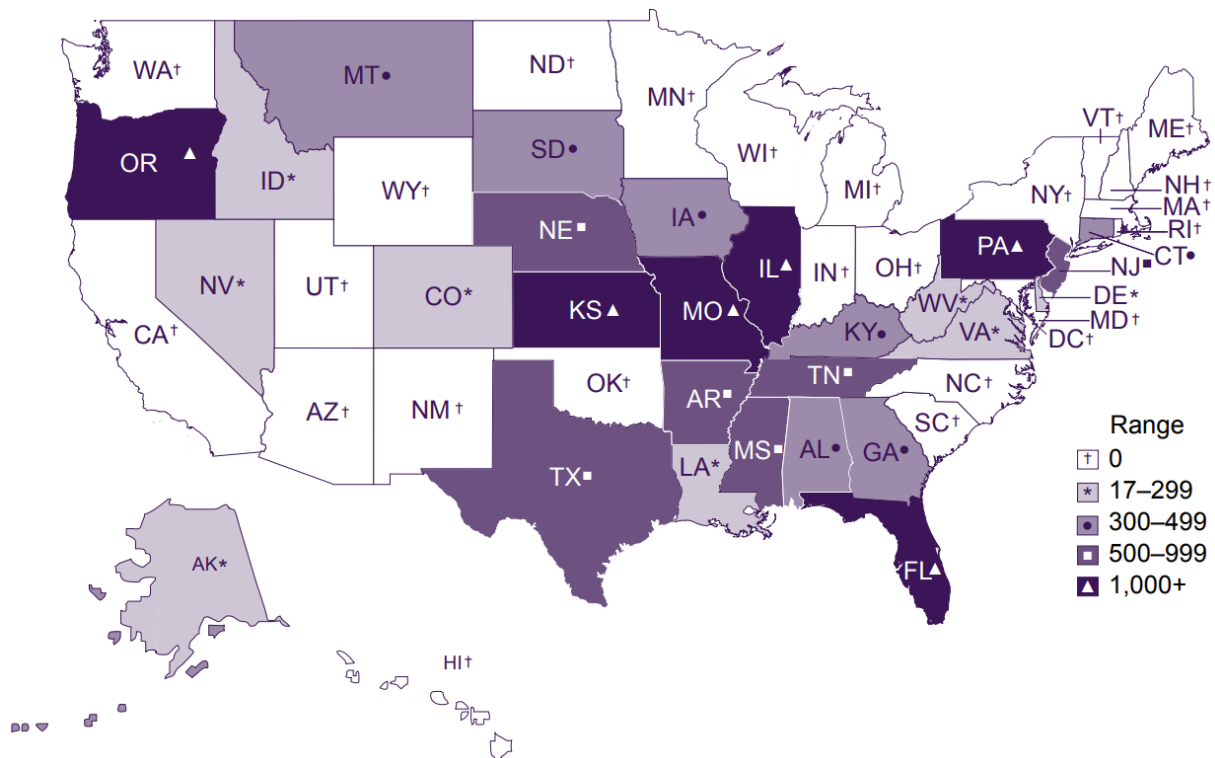 WA†
MT●
ND†
MN†
VT†
ME†
OR ▲
ID*
SD●
WI†
MI†
NY†
NH†
MA†
RI†
CT●
WY†
IA●
NE■
PA▲
NJ■
NV*
UT†
CO*
IL▲
IN†
OH†
WV*
DE*
MD†
DC†
CA†
KS▲
MO▲
KY●
VA*
AZ†
NM†
OK†
AR■
TN■
NC†
SC†
TX■
LA*
MS■
AL●
GA●
FL▲
AK*
HI†
Range
† 0
* 17–299
● 300–499
■ 500–999
▲ 1,000+